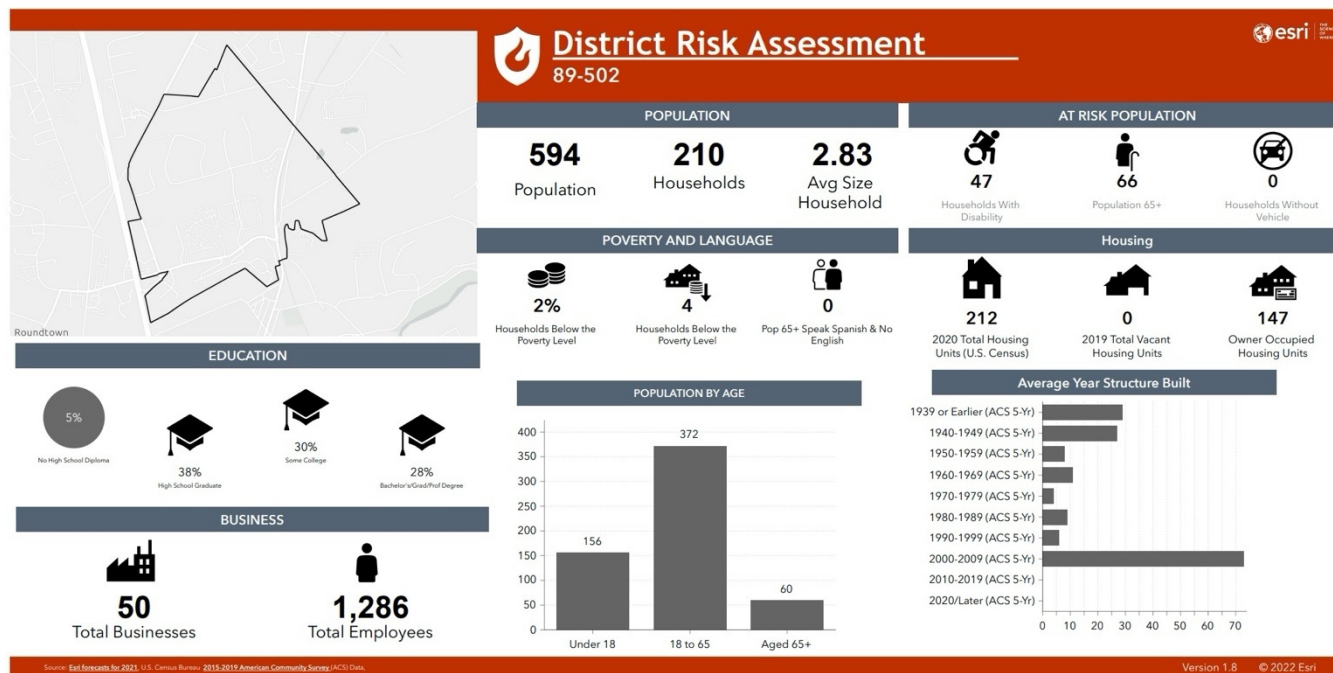 District Risk Assessment
89-502
esri
THE
SCIENCE
OF
WHERE
Roundtown
POPULATION
594
Population
210
Households
2.83
Avg Size
Household
AT RISK POPULATION
47
Households With
Disability
66
Population 65+
0
Households Without
Vehicle
POVERTY AND LANGUAGE
2%
Households Below the
Poverty Level
4
Households Below the
Poverty Level
0
Pop 65+ Speak Spanish & No
English
Housing
212
2020 Total Housing
Units (U.S. Census)
0
2019 Total Vacant
Housing Units
147
Owner Occupied
Housing Units
EDUCATION
5%
No High School Diploma
38%
High School Graduate
30%
Some College
28%
Bachelor's/Grad/Prof Degree
BUSINESS
50
Total Businesses
1,286
Total Employees
POPULATION BY AGE
400
350
300
250
200
150
100
50
0
156
372
60
Under 18
18 to 65
Aged 65+
Average Year Structure Built
1939 or Earlier (ACS 5-Yr)
1940-1949 (ACS 5-Yr)
1950-1959 (ACS 5-Yr)
1960-1969 (ACS 5-Yr)
1970-1979 (ACS 5-Yr)
1980-1989 (ACS 5-Yr)
1990-1999 (ACS 5-Yr)
2000-2009 (ACS 5-Yr)
2010-2019 (ACS 5-Yr)
2020/Later (ACS 5-Yr)
0 10 20 30 40 50 60 70
Source: Esri forecasts for 2021, U.S. Census Bureau 2015-2019 American Community Survey (ACS) Data,
Version 1.8 © 2022 Esri